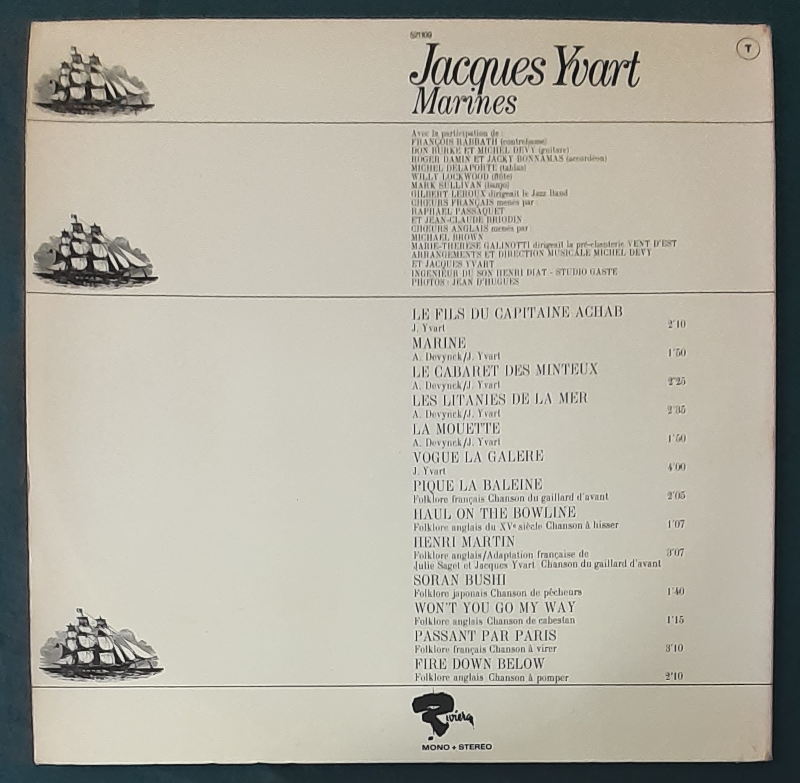 521109
T
Jacques Yvart
Marines
Avec la participation de :
FRANÇOIS RABBATH (contrebasse)
DON BURKE ET MICHEL DEVY (guitare)
ROGER DAMIN ET JACKY BONNAMAS (accordéon)
MICHEL DELAPORTE (tablas)
WILLY LOCKWOOD (flûte)
MARK SULLIVAN (banjo)
GILBERT LEROUX dirigeait le Jazz Band
CHŒURS FRANÇAIS menés par
RAPHAEL PASSAQUET
ET JEAN-CLAUDE BRIODIN
CHŒURS ANGLAIS menés par
MICHAEL BROWN
MARIE-THERESE GALINOTTI dirigeait la pré-chanterie VENT D'EST
ARRANGEMENTS ET DIRECTION MUSICALE MICHEL DEVY
ET JACQUES YVART
INGENIEUR DU SON HENRI DIAT - STUDIO GASTE
PHOTOS : JEAN D'HUGUES
LE FILS DU CAPITAINE ACHAB
J. Yvart 2'10
MARINE
A. Devynck/J. Yvart 1'50
LE CABARET DES MINTEUX
A. Devynck/J. Yvart 2'25
LES LITANIES DE LA MER
A. Devynck/J. Yvart 2'35
LA MOUETTE
A. Devynck/J. Yvart 1'50
VOGUE LA GALERE
J. Yvart 4'00
PIQUE LA BALEINE
Folklore français Chanson du gaillard d'avant 2'05
HAUL ON THE BOWLINE
Folklore anglais du XVe siècle Chanson à hisser 1'07
HENRI MARTIN
Folklore anglais/Adaptation française de 3'07
Julie Saget et Jacques Yvart Chanson du gaillard d'avant
SORAN BUSHI
Folklore japonais Chanson de pêcheurs 1'40
WON'T YOU GO MY WAY
Folklore anglais Chanson de cabestan 1'15
PASSANT PAR PARIS
Folklore français Chanson à virer 3'10
FIRE DOWN BELOW
Folklore anglais Chanson à pomper 2'10
Riviera
MONO + STEREO